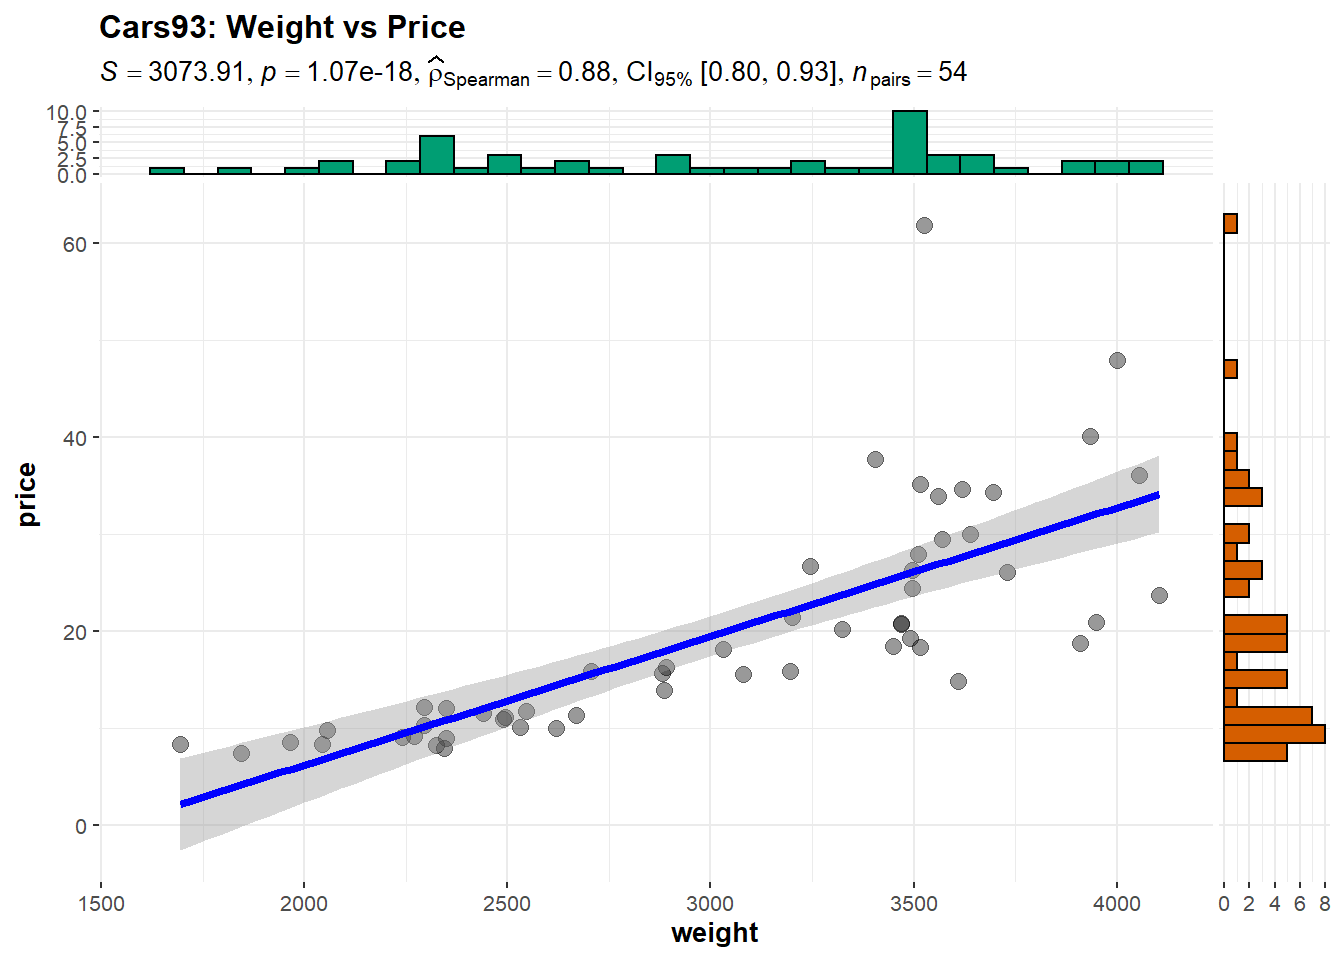 Cars93: Weight vs Price
S = 3073.91, p = 1.07e-18, ρ̂Spearman = 0.88, CI95% [0.80, 0.93], npairs = 54
10.0
7.5
5.0
2.5
0.0
60
40
20
0
price
1500 2000 2500 3000 3500 4000
0 2 4 6 8
weight